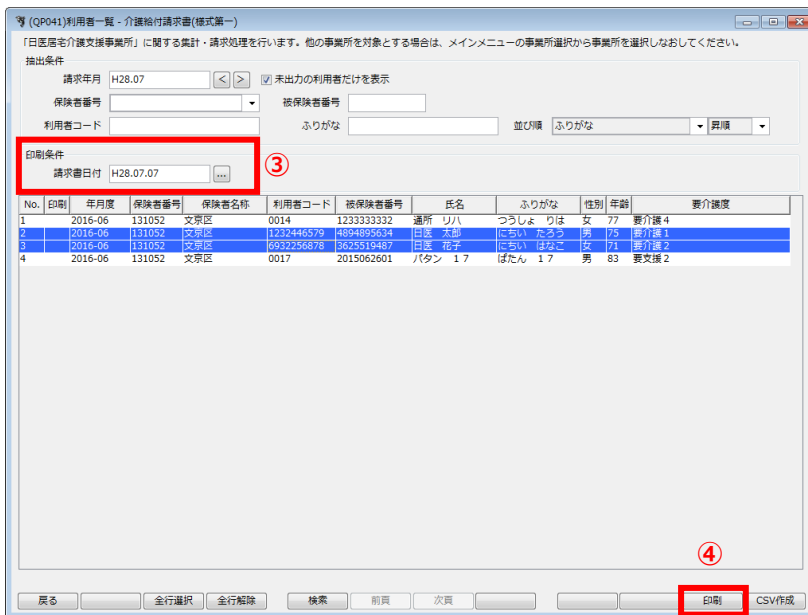 (QP041)利用者一覧 - 介護給付請求書(様式第一)
「日医居宅介護支援事業所」に関する集計・請求処理を行います。他の事業所を対象とする場合は、メインメニューの事業所選択から事業所を選択しなおしてください。
抽出条件
請求年月 H28.07 < > 未出力の利用者だけを表示
保険者番号 被保険者番号
利用者コード ふりがな 並び順 ふりがな 昇順
印刷条件
請求書日付 H28.07.07 ... ③
No. 印刷 年月度 保険者番号 保険者名称 利用者コード 被保険者番号 氏名 ふりがな 性別 年齢 要介護度
1 2016-06 131052 文京区 0014 1233333332 通所 リハ つうしょ りは 女 77 要介護4
2 2016-06 131052 文京区 1232446579 4894895634 日医 太郎 にちい たろう 男 75 要介護1
3 2016-06 131052 文京区 6932256878 3625519487 日医 花子 にちい はなこ 女 71 要介護2
4 2016-06 131052 文京区 0017 2015062601 パタン 17 ぱたん 17 男 83 要支援2
④
戻る 全行選択 全行解除 検索 前頁 次頁 印刷 CSV作成